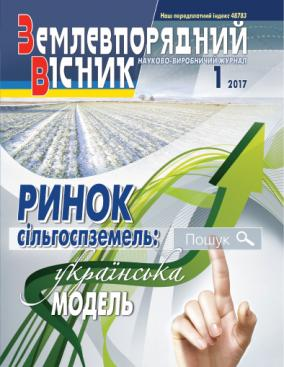 Наш передплатний індекс 48783
ЗЕМЛЕВПОРЯДНИЙ
ВІСНИК
НАУКОВО-ВИРОБНИЧИЙ ЖУРНАЛ
1 2017
РИНОК
сільгоспземель:
Пошук
українська
МОДЕЛЬ